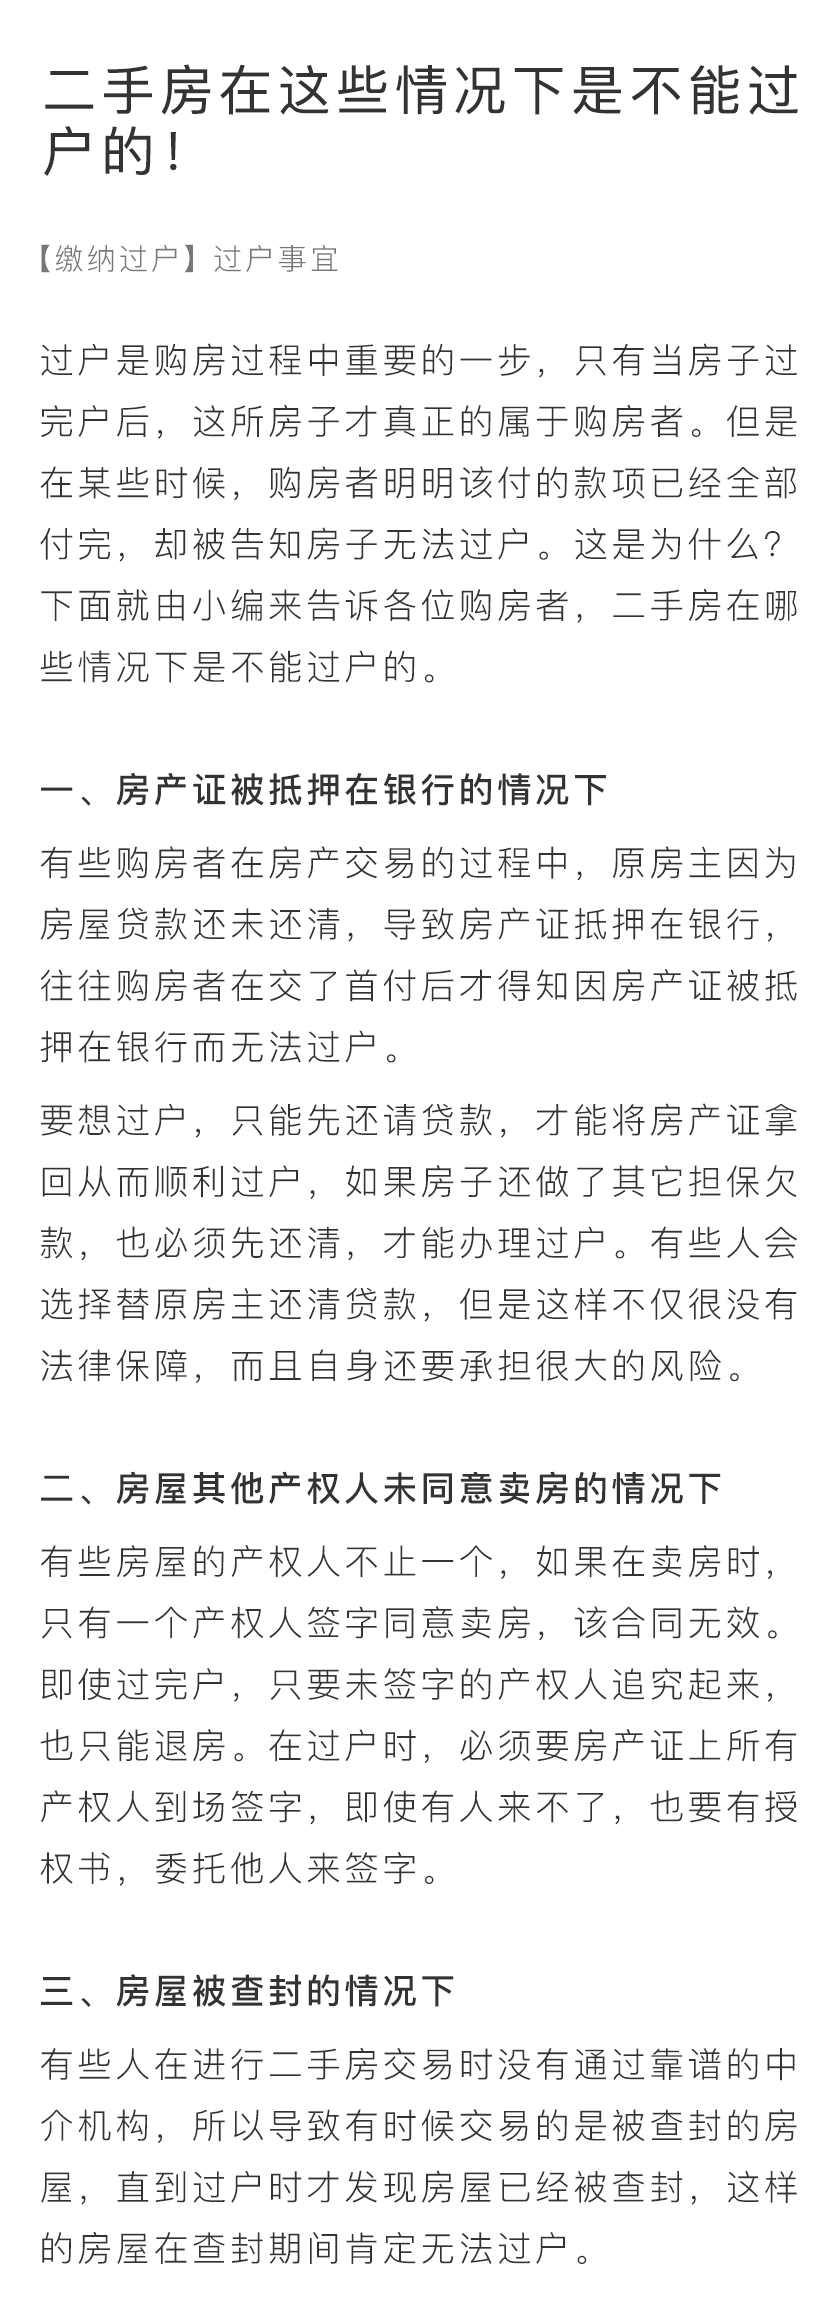 二手房在这些情况下是不能过
户的！
【缴纳过户】过户事宜
过户是购房过程中重要的一步，只有当房子过
完户后，这所房子才真正的属于购房者。但是
在某些时候，购房者明明该付的款项已经全部
付完，却被告知房子无法过户。这是为什么？
下面就由小编来告诉各位购房者，二手房在哪
些情况下是不能过户的。
一、房产证被抵押在银行的情况下
有些购房者在房产交易的过程中，原房主因为
房屋贷款还未还清，导致房产证抵押在银行，
往往购房者在交了首付后才得知因房产证被抵
押在银行而无法过户。
要想过户，只能先还请贷款，才能将房产证拿
回从而顺利过户，如果房子还做了其它担保欠
款，也必须先还清，才能办理过户。有些人会
选择替原房主还清贷款，但是这样不仅很没有
法律保障，而且自身还要承担很大的风险。
二、房屋其他产权人未同意卖房的情况下
有些房屋的产权人不止一个，如果在卖房时，
只有一个产权人签字同意卖房，该合同无效。
即使过完户，只要未签字的产权人追究起来，
也只能退房。在过户时，必须要房产证上所有
产权人到场签字，即使有人来不了，也要有授
权书，委托他人来签字。
三、房屋被查封的情况下
有些人在进行二手房交易时没有通过靠谱的中
介机构，所以导致有时候交易的是被查封的房
屋，直到过户时才发现房屋已经被查封，这样
的房屋在查封期间肯定无法过户。